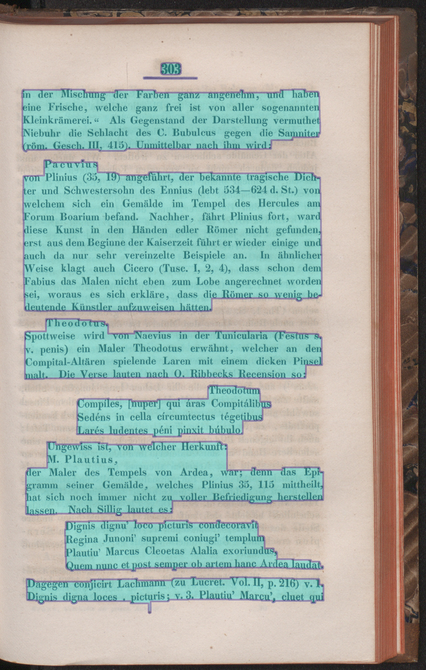 303
in der Mischung der Farben ganz angenehm, und haben
eine Frische, welche ganz frei ist von aller sogenannten
Kleinkrämerei.« Als Gegenstand der Darstellung vermuthet
Niebuhr die Schlacht des C. Bubulcus gegen die Samniter
(röm. Gesch. III, 415). Unmittelbar nach ihm wird
Pacuvius
von Plinius (35, 19) angeführt, der bekannte tragische Dich-
ter und Schwestersohn des Ennius (lebt 534—624 d. St.) von
welchem sich ein Gemälde im Tempel des Hercules am
Forum Boarium befand. Nachher, fährt Plinius fort, ward
diese Kunst in den Händen edler Römer nicht gefunden,
erst aus dem Beginne der Kaiserzeit führt er wieder einige und
auch da nur sehr vereinzelte Beispiele an. In ähnlicher
Weise klagt auch Cicero (Tusc. I, 2, 4), dass schon dem
Fabius das Malen nicht eben zum Lobe angerechnet worden
sei, woraus es sich erkläre, dass die Römer so wenig be-
deutende Künstler aufzuweisen hätten.
Theodotus.
Spottweise wird von Naevius in der Tunicularia (Festus s.
v. penis) ein Maler Theodotus erwähnt, welcher an den
Compital-Altären spielende Laren mit einem dicken Pinsel
malt. Die Verse lauten nach O. Ribbecks Recension so:
Theodotum
Compiles, [nuper] qui áras Compitálibus
Sedéns in cella círcumtectus tégetibus
Larés ludentes péni pinxit búbulo.
Ungewiss ist, von welcher Herkunft
M. Plautius,
der Maler des Tempels von Ardea, war; denn das Epi-
gramm seiner Gemälde, welches Plinius 35, 115 mittheilt,
hat sich noch immer nicht zu voller Befriedigung herstellen
lassen. Nach Sillig lautet es:
Dignis dignu' loco picturis condecoravit
Regina Junoni' supremi coniugi' templum
Plautiu' Marcus Cleoetas Alalia exoriundus,
Quem nunc et post semper ob artem hanc Ardea laudat.
Dagegen conjicirt Lachmann (zu Lucret. Vol. II, p. 216) v. 1.
Dignis digna loces . picturis; v. 3. Plautiu' Marcu', cluet qui